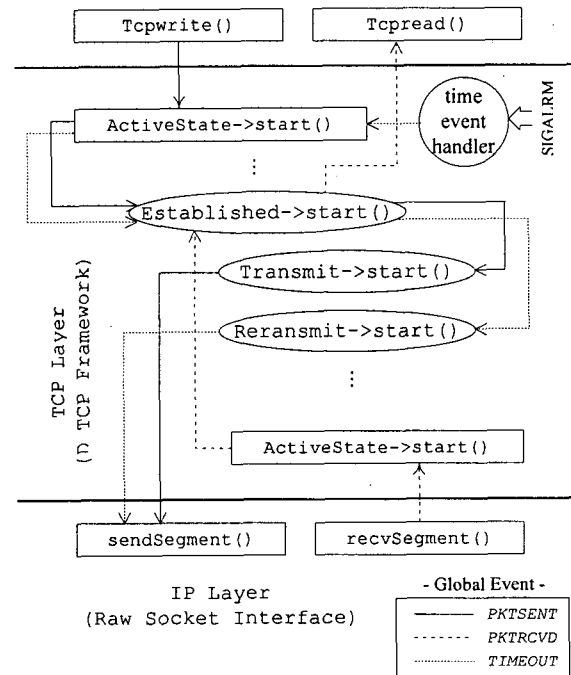 Tcpwrite()
Tcpread()
ActiveState->start()
time
event
handler
SIGALRM
⋮
Established->start()
Transmit->start()
Reransmit->start()
⋮
TCP Layer
(n TCP Framework)
ActiveState->start()
sendSegment()
recvSegment()
IP Layer
(Raw Socket Interface)
- Global Event -
PKTSENT
PKTRCVD
TIMEOUT